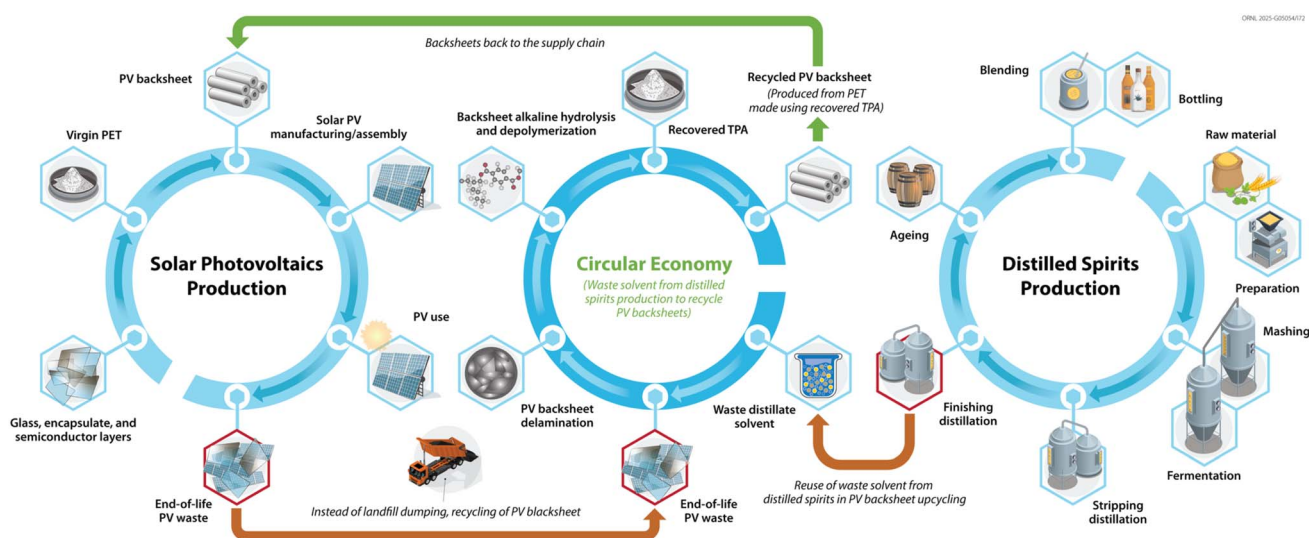 ORNL 2025-G05054/172
Backsheets back to the supply chain
PV backsheet
Virgin PET
Solar PV
manufacturing/assembly
Solar Photovoltaics
Production
PV use
Glass, encapsulate, and
semiconductor layers
End-of-life
PV waste
Instead of landfill dumping, recycling of PV blacksheet
Backsheet alkaline hydrolysis
and depolymerization
Recovered TPA
Recycled PV backsheet
(Produced from PET
made using recovered TPA)
Circular Economy
(Waste solvent from distilled
spirits production to recycle
PV backsheets)
PV backsheet
delamination
End-of-life
PV waste
Waste distillate
solvent
Reuse of waste solvent from
distilled spirits in PV backsheet upcycling
Blending
Bottling
Raw material
Ageing
Preparation
Distilled Spirits
Production
Mashing
Finishing
distillation
Fermentation
Stripping
distillation